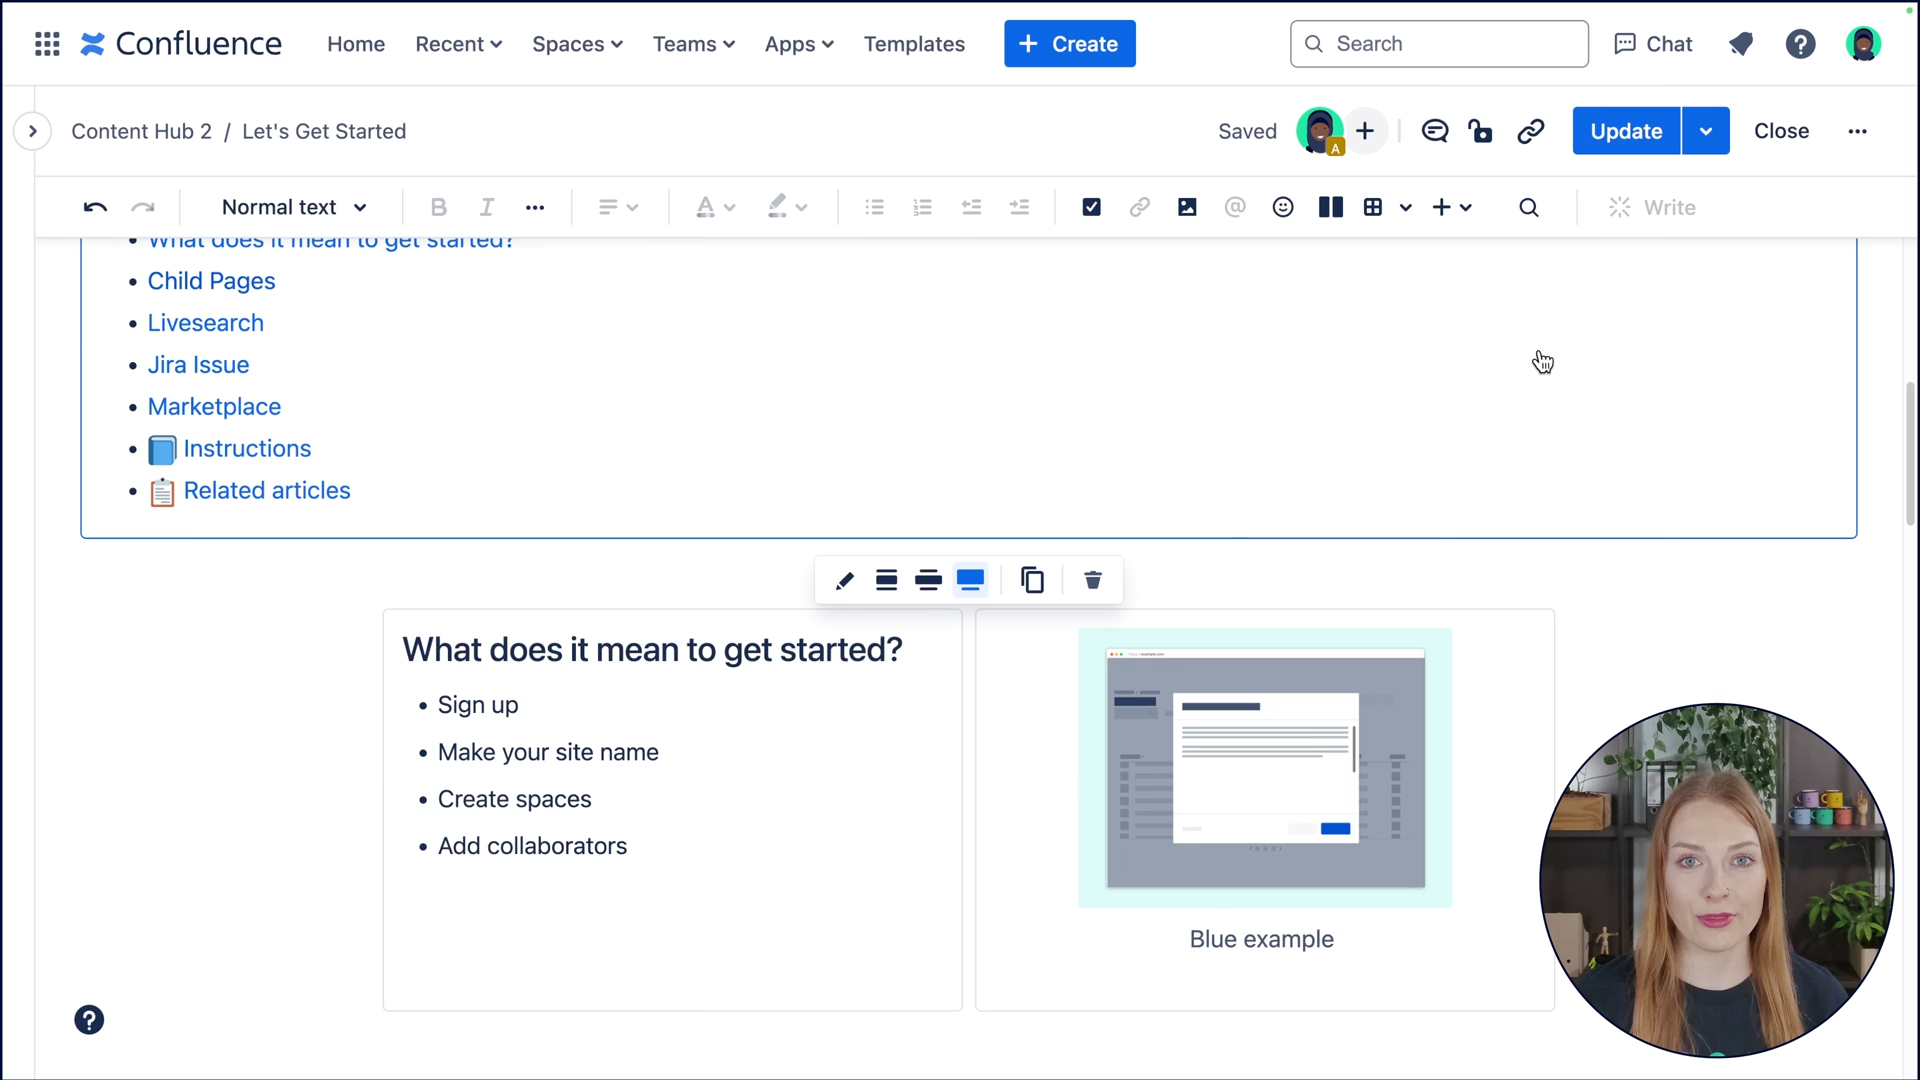 Confluence Home Recent Spaces Teams Apps Templates + Create Search Chat
Content Hub 2 / Let's Get Started Saved A Update Close
Normal text B I A @ Write
What does it mean to get started?
Child Pages
Livesearch
Jira Issue
Marketplace
Instructions
Related articles
What does it mean to get started?
Sign up
Make your site name
Create spaces
Add collaborators
Blue example